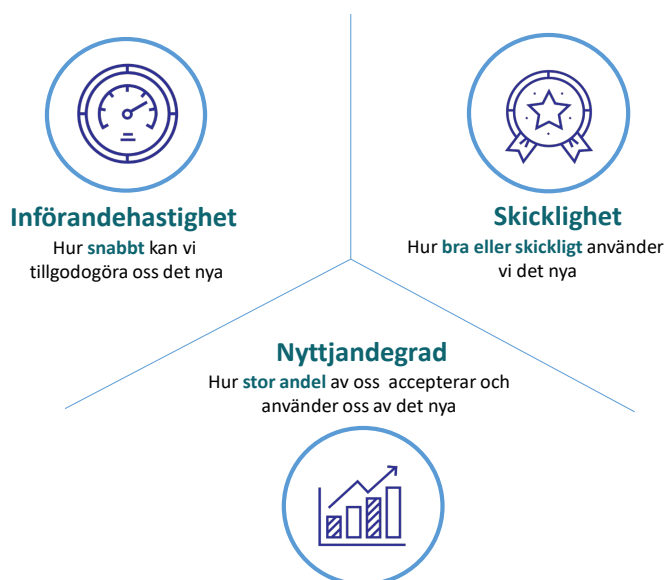 Införandehastighet
Hur snabbt kan vi
tillgodogöra oss det nya
Skicklighet
Hur bra eller skickligt använder
vi det nya
Nyttjandegrad
Hur stor andel av oss accepterar och
använder oss av det nya